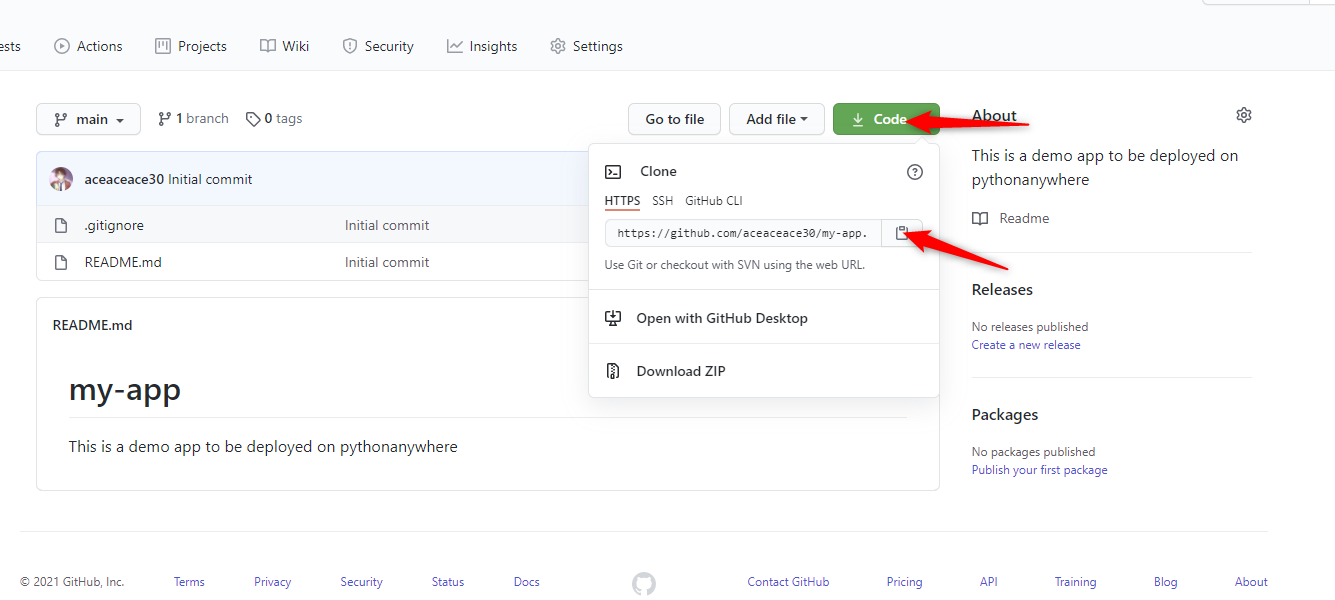 ests Actions Projects Wiki Security Insights Settings
main 1 branch 0 tags Go to file Add file Code
aceaceace30 Initial commit
.gitignore Initial commit
README.md Initial commit
README.md
my-app
This is a demo app to be deployed on pythonanywhere
Clone
HTTPS SSH GitHub CLI
https://github.com/aceaceace30/my-app.
Use Git or checkout with SVN using the web URL.
Open with GitHub Desktop
Download ZIP
About
This is a demo app to be deployed on
pythonanywhere
Readme
Releases
No releases published
Create a new release
Packages
No packages published
Publish your first package
© 2021 GitHub, Inc. Terms Privacy Security Status Docs Contact GitHub Pricing API Training Blog About